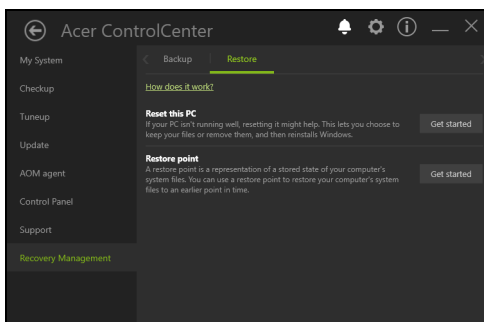 Acer ControlCenter
My System
Checkup
Tuneup
Update
AOM agent
Control Panel
Support
Recovery Management
Backup
Restore
How does it work?
Reset this PC
If your PC isn't running well, resetting it might help. This lets you choose to
keep your files or remove them, and then reinstalls Windows.
Get started
Restore point
A restore point is a representation of a stored state of your computer's
system files. You can use a restore point to restore your computer's system
files to an earlier point in time.
Get started